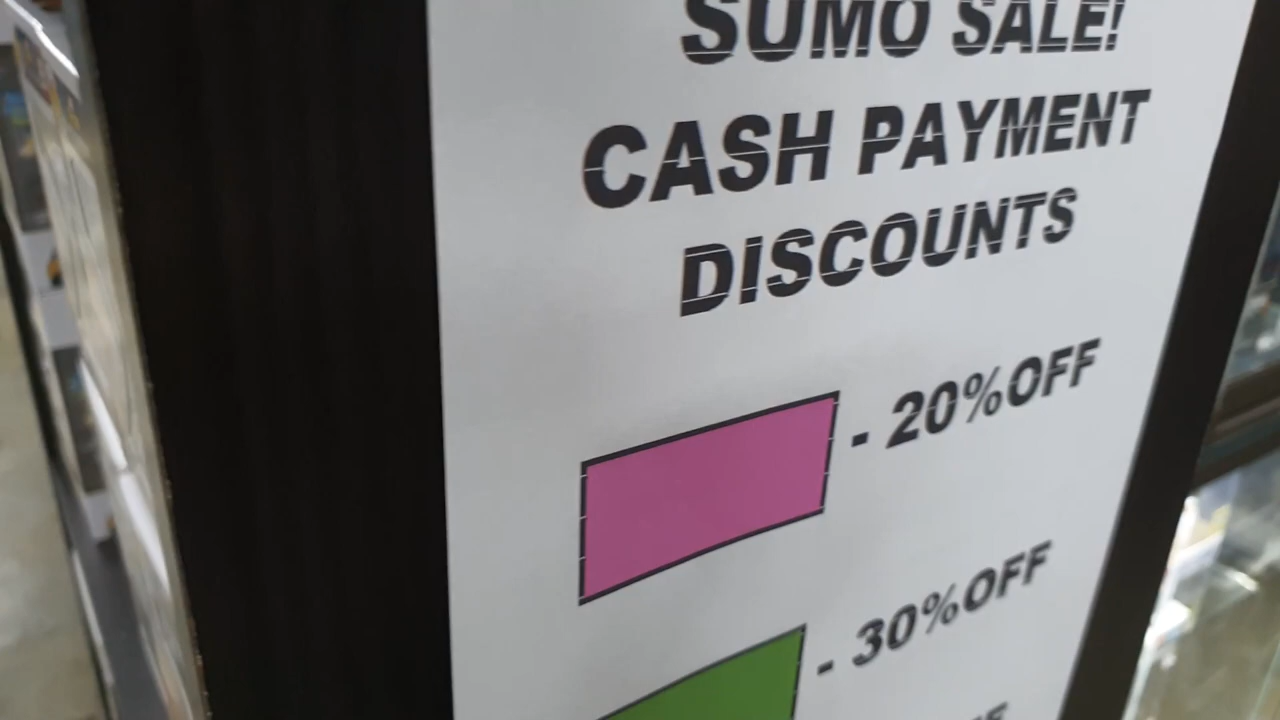 SUMO SALE!
CASH PAYMENT
DISCOUNTS
- 20%OFF
- 30%OFF